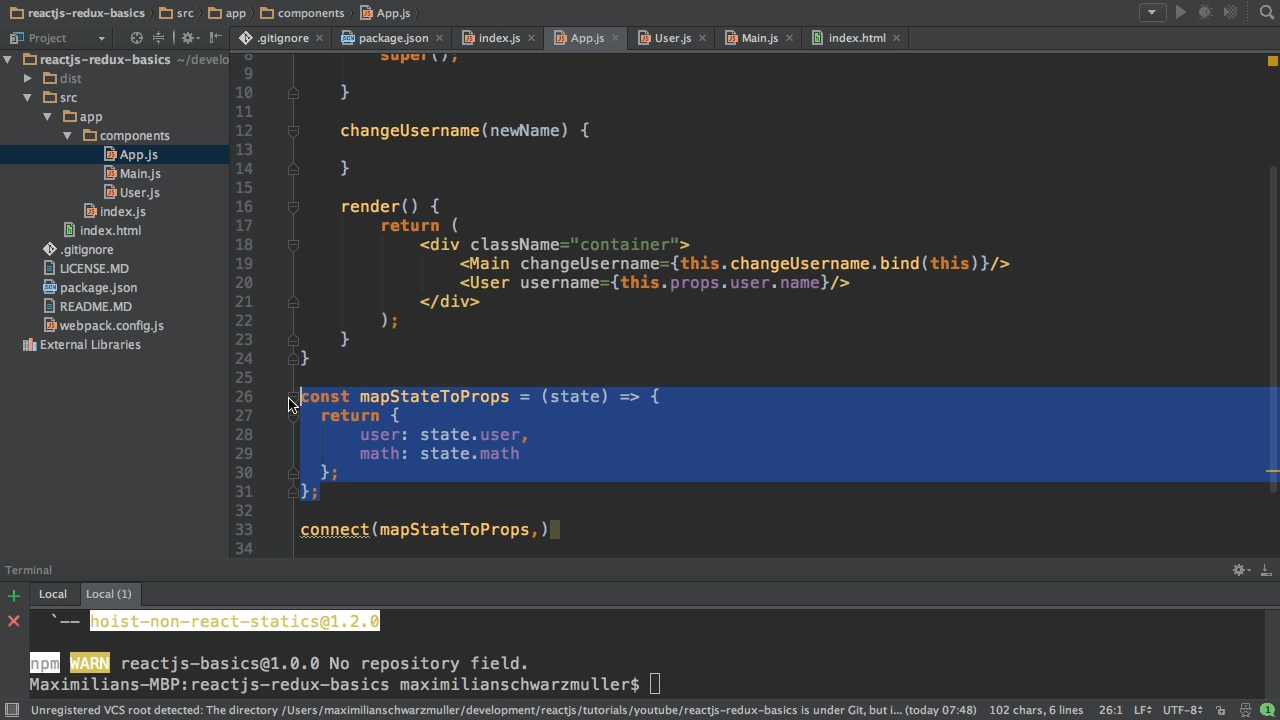 reactjs-redux-basics src app components App.js
Project .gitignore package.json index.js App.js User.js Main.js index.html
reactjs-redux-basics ~/develo
dist
src
app
components
App.js
Main.js
User.js
index.js
index.html
.gitignore
LICENSE.MD
package.json
README.MD
webpack.config.js
External Libraries
8 super();
9
10 }
11
12 changeUsername(newName) {
13
14 }
15
16 render() {
17 return (
18 <div className="container">
19 <Main changeUsername={this.changeUsername.bind(this)}/>
20 <User username={this.props.user.name}/>
21 </div>
22 );
23 }
24 }
25
26 const mapStateToProps = (state) => {
27 return {
28 user: state.user,
29 math: state.math
30 };
31 };
32
33 connect(mapStateToProps,)
34
Terminal
Local Local (1)
`-- hoist-non-react-statics@1.2.0
npm WARN reactjs-basics@1.0.0 No repository field.
Maximilians-MBP:reactjs-redux-basics maximilianschwarzmuller$
Unregistered VCS root detected: The directory /Users/maximilianschwarzmuller/development/reactjs/tutorials/youtube/reactjs-redux-basics is under Git, but i... (today 07:48) 102 chars, 6 lines 26:1 LF÷ UTF-8÷ 1